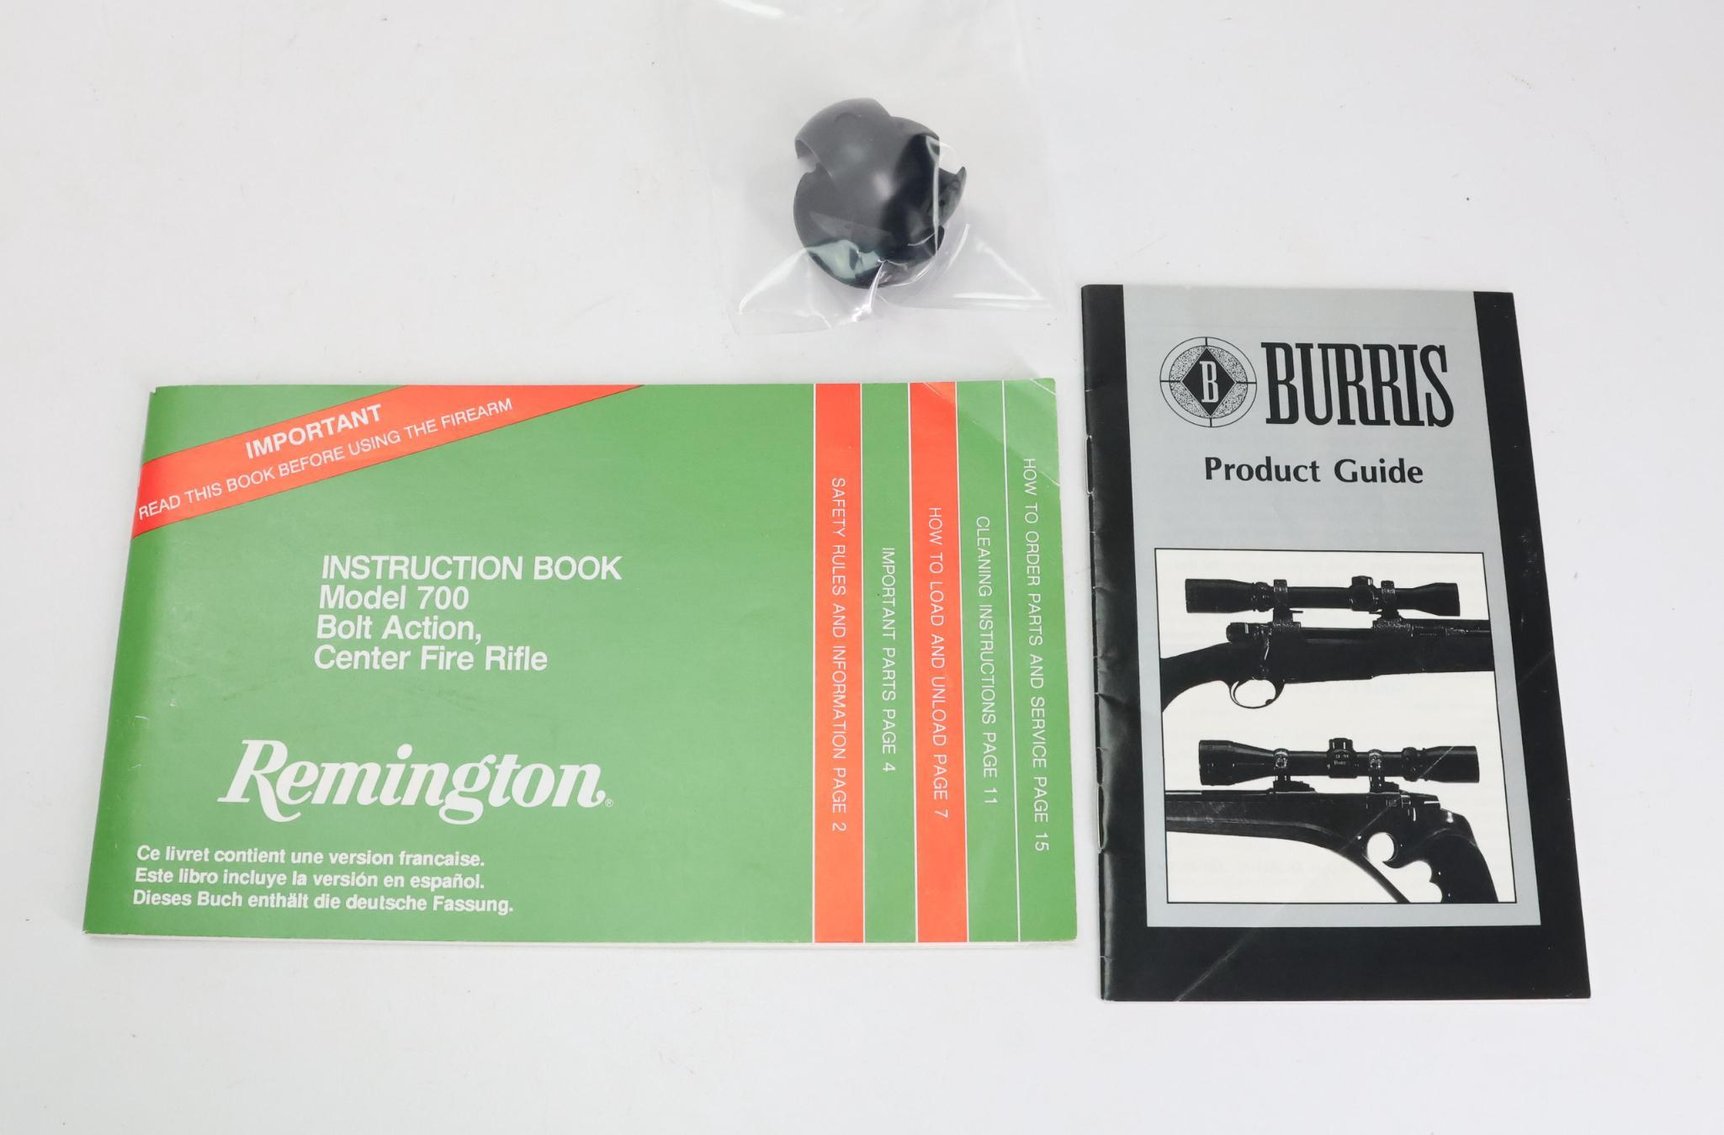 IMPORTANT
READ THIS BOOK BEFORE USING THE FIREARM
INSTRUCTION BOOK
Model 700
Bolt Action,
Center Fire Rifle
Remington®
Ce livret contient une version francaise.
Este libro incluye la versión en español.
Dieses Buch enthält die deutsche Fassung.
SAFETY RULES AND INFORMATION PAGE 2
IMPORTANT PARTS PAGE 4
HOW TO LOAD AND UNLOAD PAGE 7
CLEANING INSTRUCTIONS PAGE 11
HOW TO ORDER PARTS AND SERVICE PAGE 15
B BURRIS
Product Guide